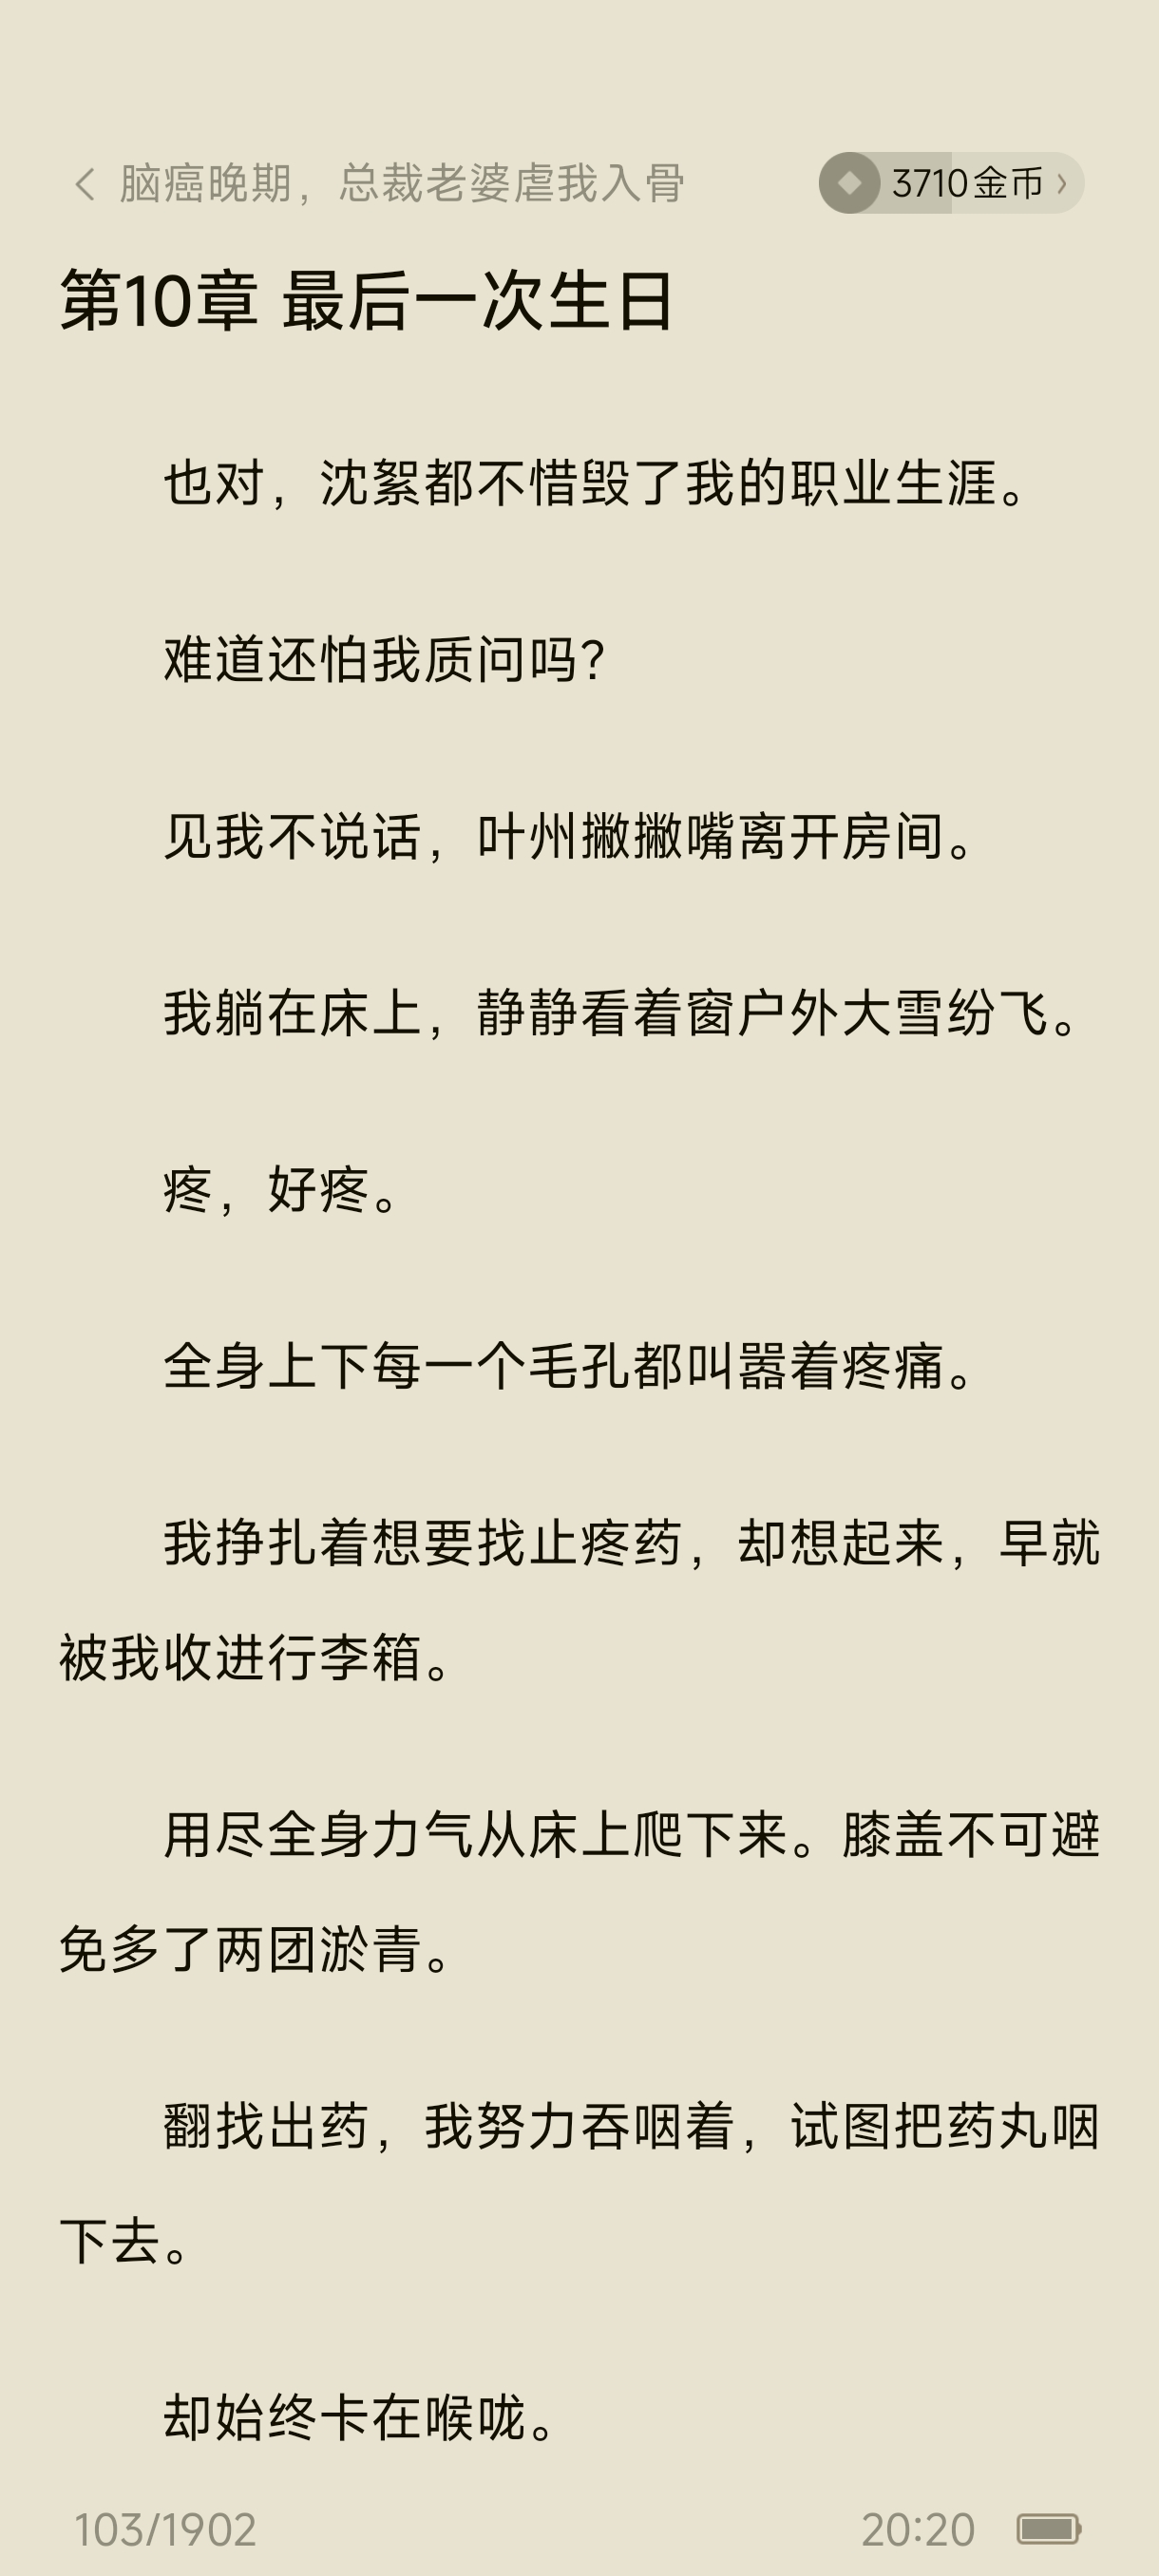 脑癌晚期，总裁老婆虐我入骨
3710金币
第10章 最后一次生日
也对，沈絮都不惜毁了我的职业生涯。
难道还怕我质问吗？
见我不说话，叶州撇撇嘴离开房间。
我躺在床上，静静看着窗户外大雪纷飞。
疼，好疼。
全身上下每一个毛孔都叫嚣着疼痛。
我挣扎着想要找止疼药，却想起来，早就
被我收进行李箱。
用尽全身力气从床上爬下来。膝盖不可避
免多了两团淤青。
翻找出药，我努力吞咽着，试图把药丸咽
下去。
却始终卡在喉咙。
103/1902
20:20